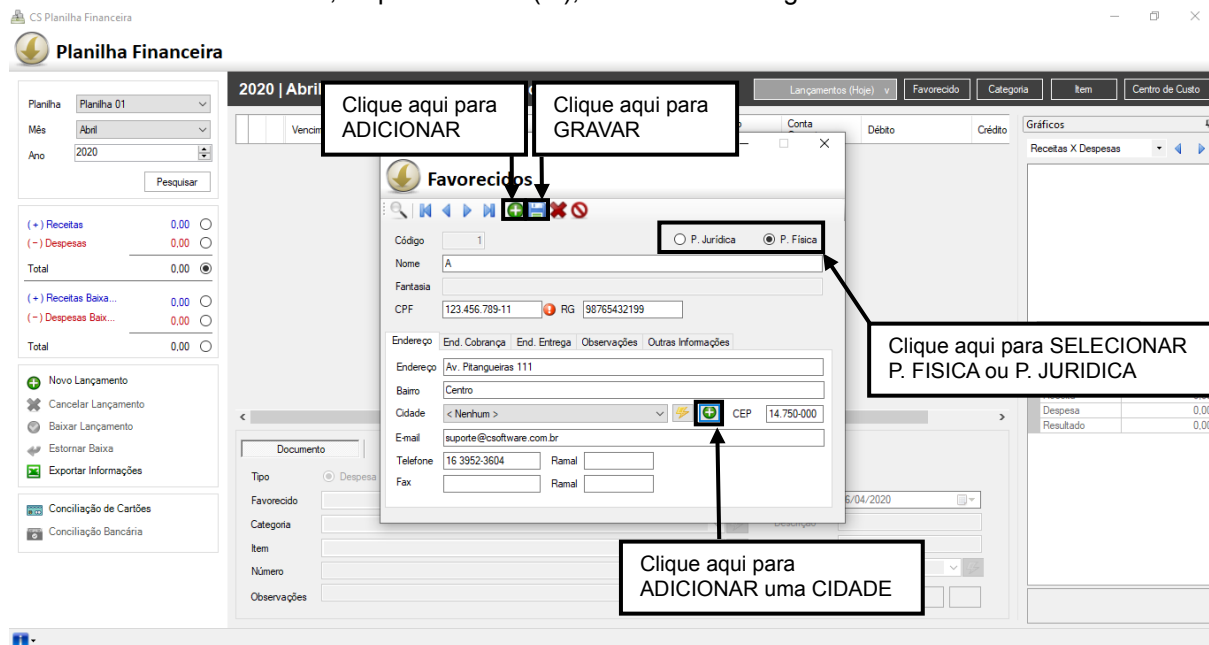 CS Planilha Financeira
Planilha Financeira
Planilha Planilha 01
Mês Abril
Ano 2020
Pesquisar
(+) Receitas 0,00
(-) Despesas 0,00
Total 0,00
(+) Receitas Baixa... 0,00
(-) Despesas Baix... 0,00
Total 0,00
Novo Lançamento
Cancelar Lançamento
Baixar Lançamento
Estornar Baixa
Exportar Informações
Conciliação de Cartões
Conciliação Bancária
2020 | Abril
Lançamentos (Hoje) v Favorecido Categoria Item Centro de Custo
Conta Débito Crédito
Clique aqui para
ADICIONAR
Clique aqui para
GRAVAR
Favorecidos
Código 1 P. Jurídica P. Física
Nome A
Fantasia
CPF 123.456.789-11 RG 98765432199
Endereço End. Cobrança End. Entrega Observações Outras Informações
Endereço Av. Pitangueiras 111
Bairro Centro
Cidade < Nenhum > CEP 14.750-000
E-mail suporte@csoftware.com.br
Telefone 16 3952-3604 Ramal
Fax Ramal
Clique aqui para SELECIONAR
P. FISICA ou P. JURIDICA
Clique aqui para
ADICIONAR uma CIDADE
Documento
Tipo Despesa
Favorecido
Categoria
Item
Número
Observações
Gráficos
Receitas X Despesas
Despesa
Resultado